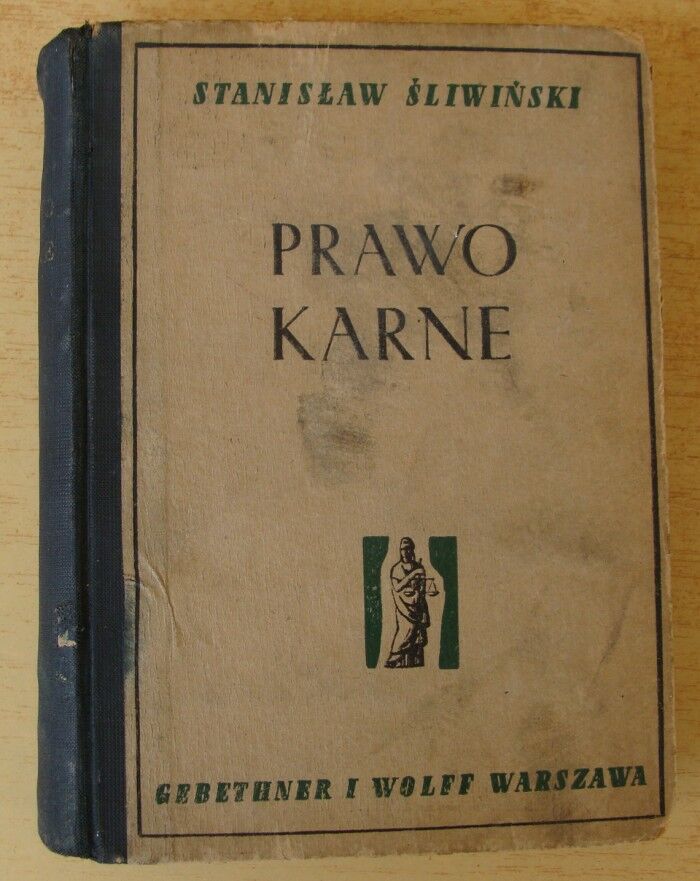 STANISŁAW ŚLIWIŃSKI
PRAWO
KARNE
GEBETHNER I WOLFF WARSZAWA